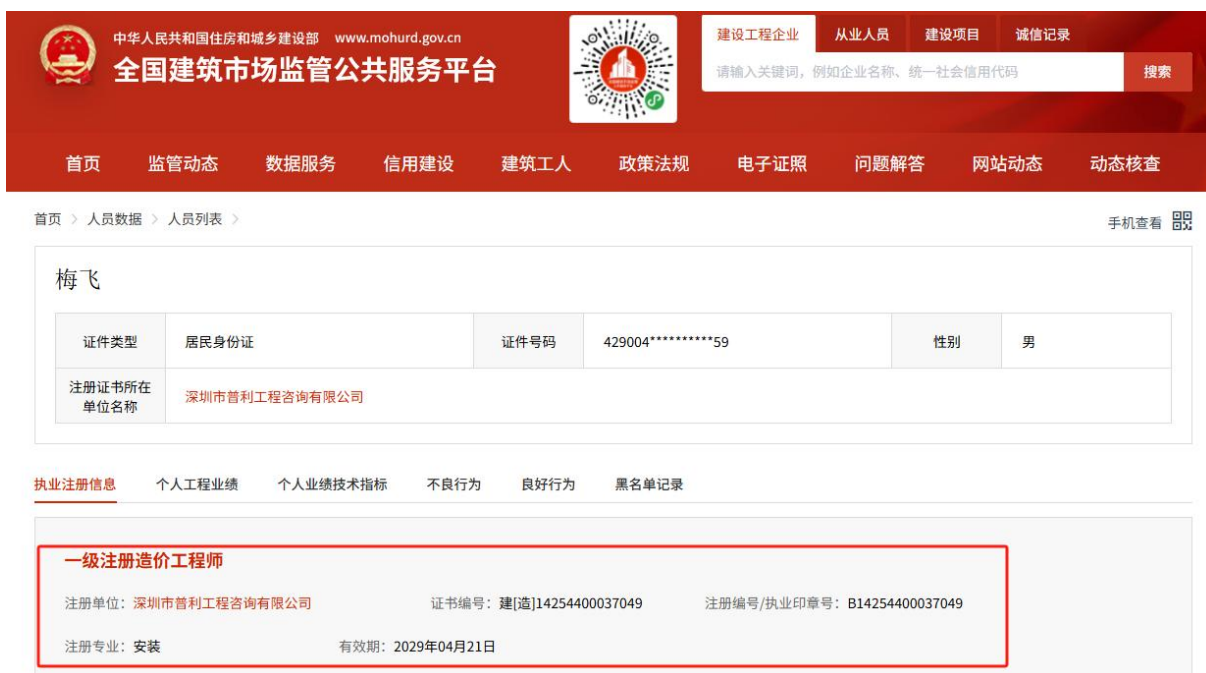 中华人民共和国住房和城乡建设部 www.mohurd.gov.cn
全国建筑市场监管公共服务平台
建设工程企业 从业人员 建设项目 诚信记录
请输入关键词，例如企业名称、统一社会信用代码 搜索
首页 监管动态 数据服务 信用建设 建筑工人 政策法规 电子证照 问题解答 网站动态 动态核查
首页 > 人员数据 > 人员列表 >
手机查看
梅飞
证件类型 居民身份证 证件号码 429004**********59 性别 男
注册证书所在
单位名称
深圳市普利工程咨询有限公司
执业注册信息 个人工程业绩 个人业绩技术指标 不良行为 良好行为 黑名单记录
一级注册造价工程师
注册单位：深圳市普利工程咨询有限公司 证书编号：建[造]14254400037049 注册编号/执业印章号：B14254400037049
注册专业：安装 有效期：2029年04月21日